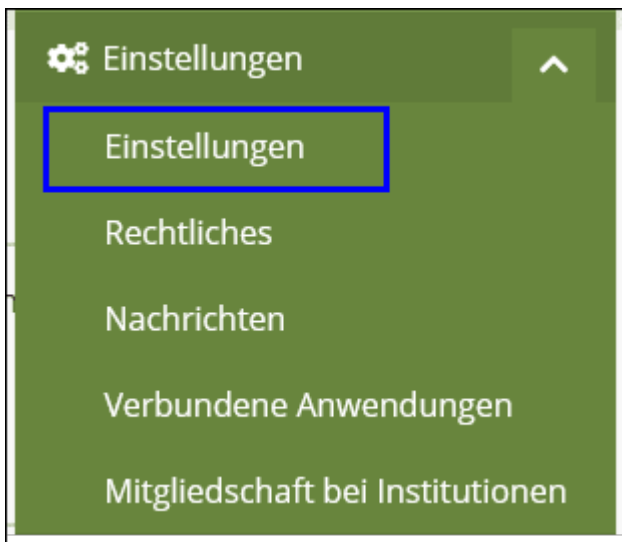 Einstellungen
Einstellungen
Rechtliches
Nachrichten
Verbundene Anwendungen
Mitgliedschaft bei Institutionen